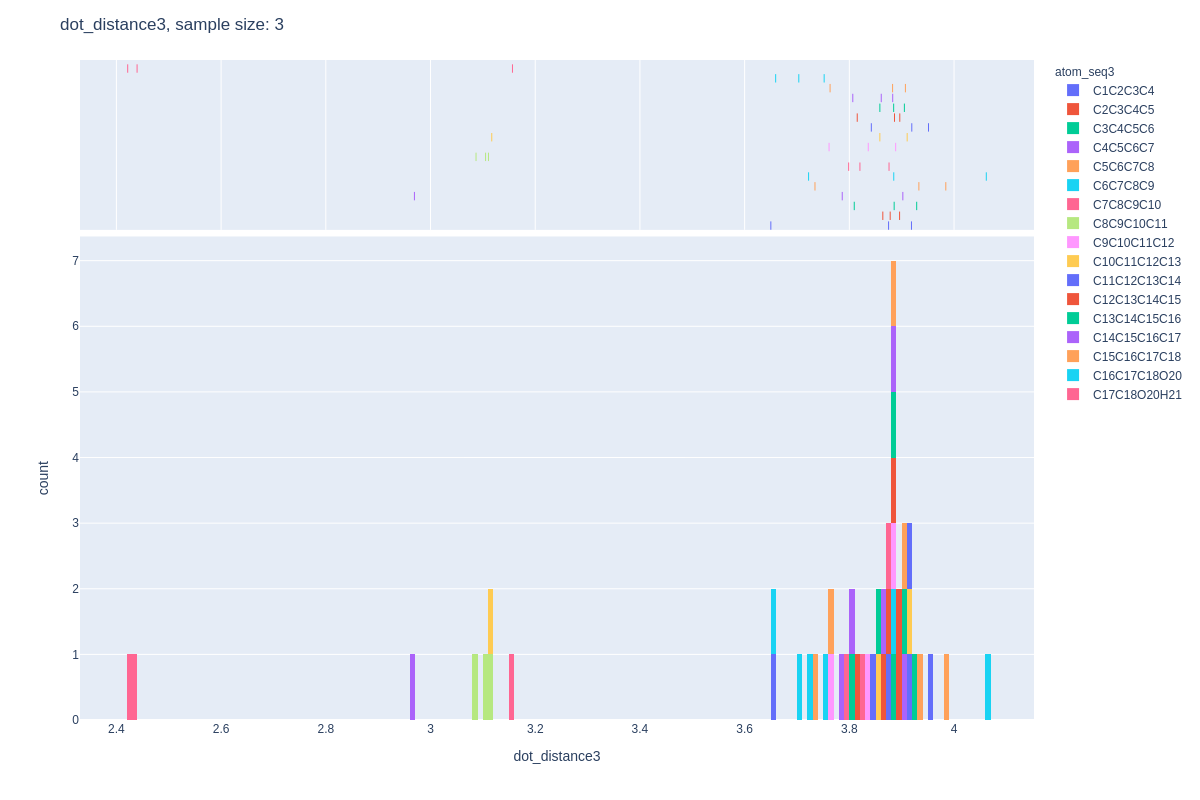 dot_distance3, sample size: 3
atom_seq3
C1C2C3C4
C2C3C4C5
C3C4C5C6
C4C5C6C7
C5C6C7C8
C6C7C8C9
C7C8C9C10
C8C9C10C11
C9C10C11C12
C10C11C12C13
C11C12C13C14
C12C13C14C15
C13C14C15C16
C14C15C16C17
C15C16C17C18
C16C17C18O20
C17C18O20H21
7
6
5
4
3
2
1
0
count
2.4 2.6 2.8 3 3.2 3.4 3.6 3.8 4
dot_distance3